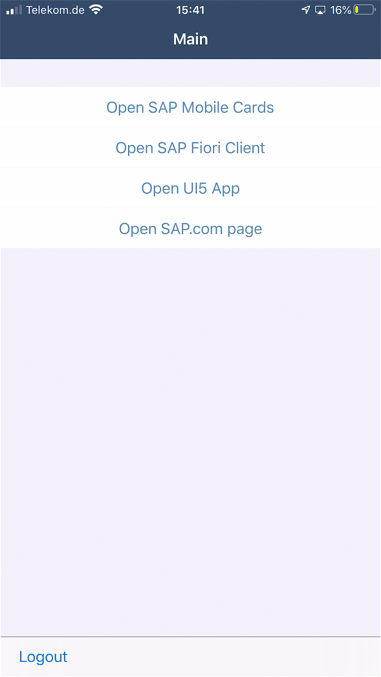 Telekom.de 15:41 16%
Main
Open SAP Mobile Cards
Open SAP Fiori Client
Open UI5 App
Open SAP.com page
Logout